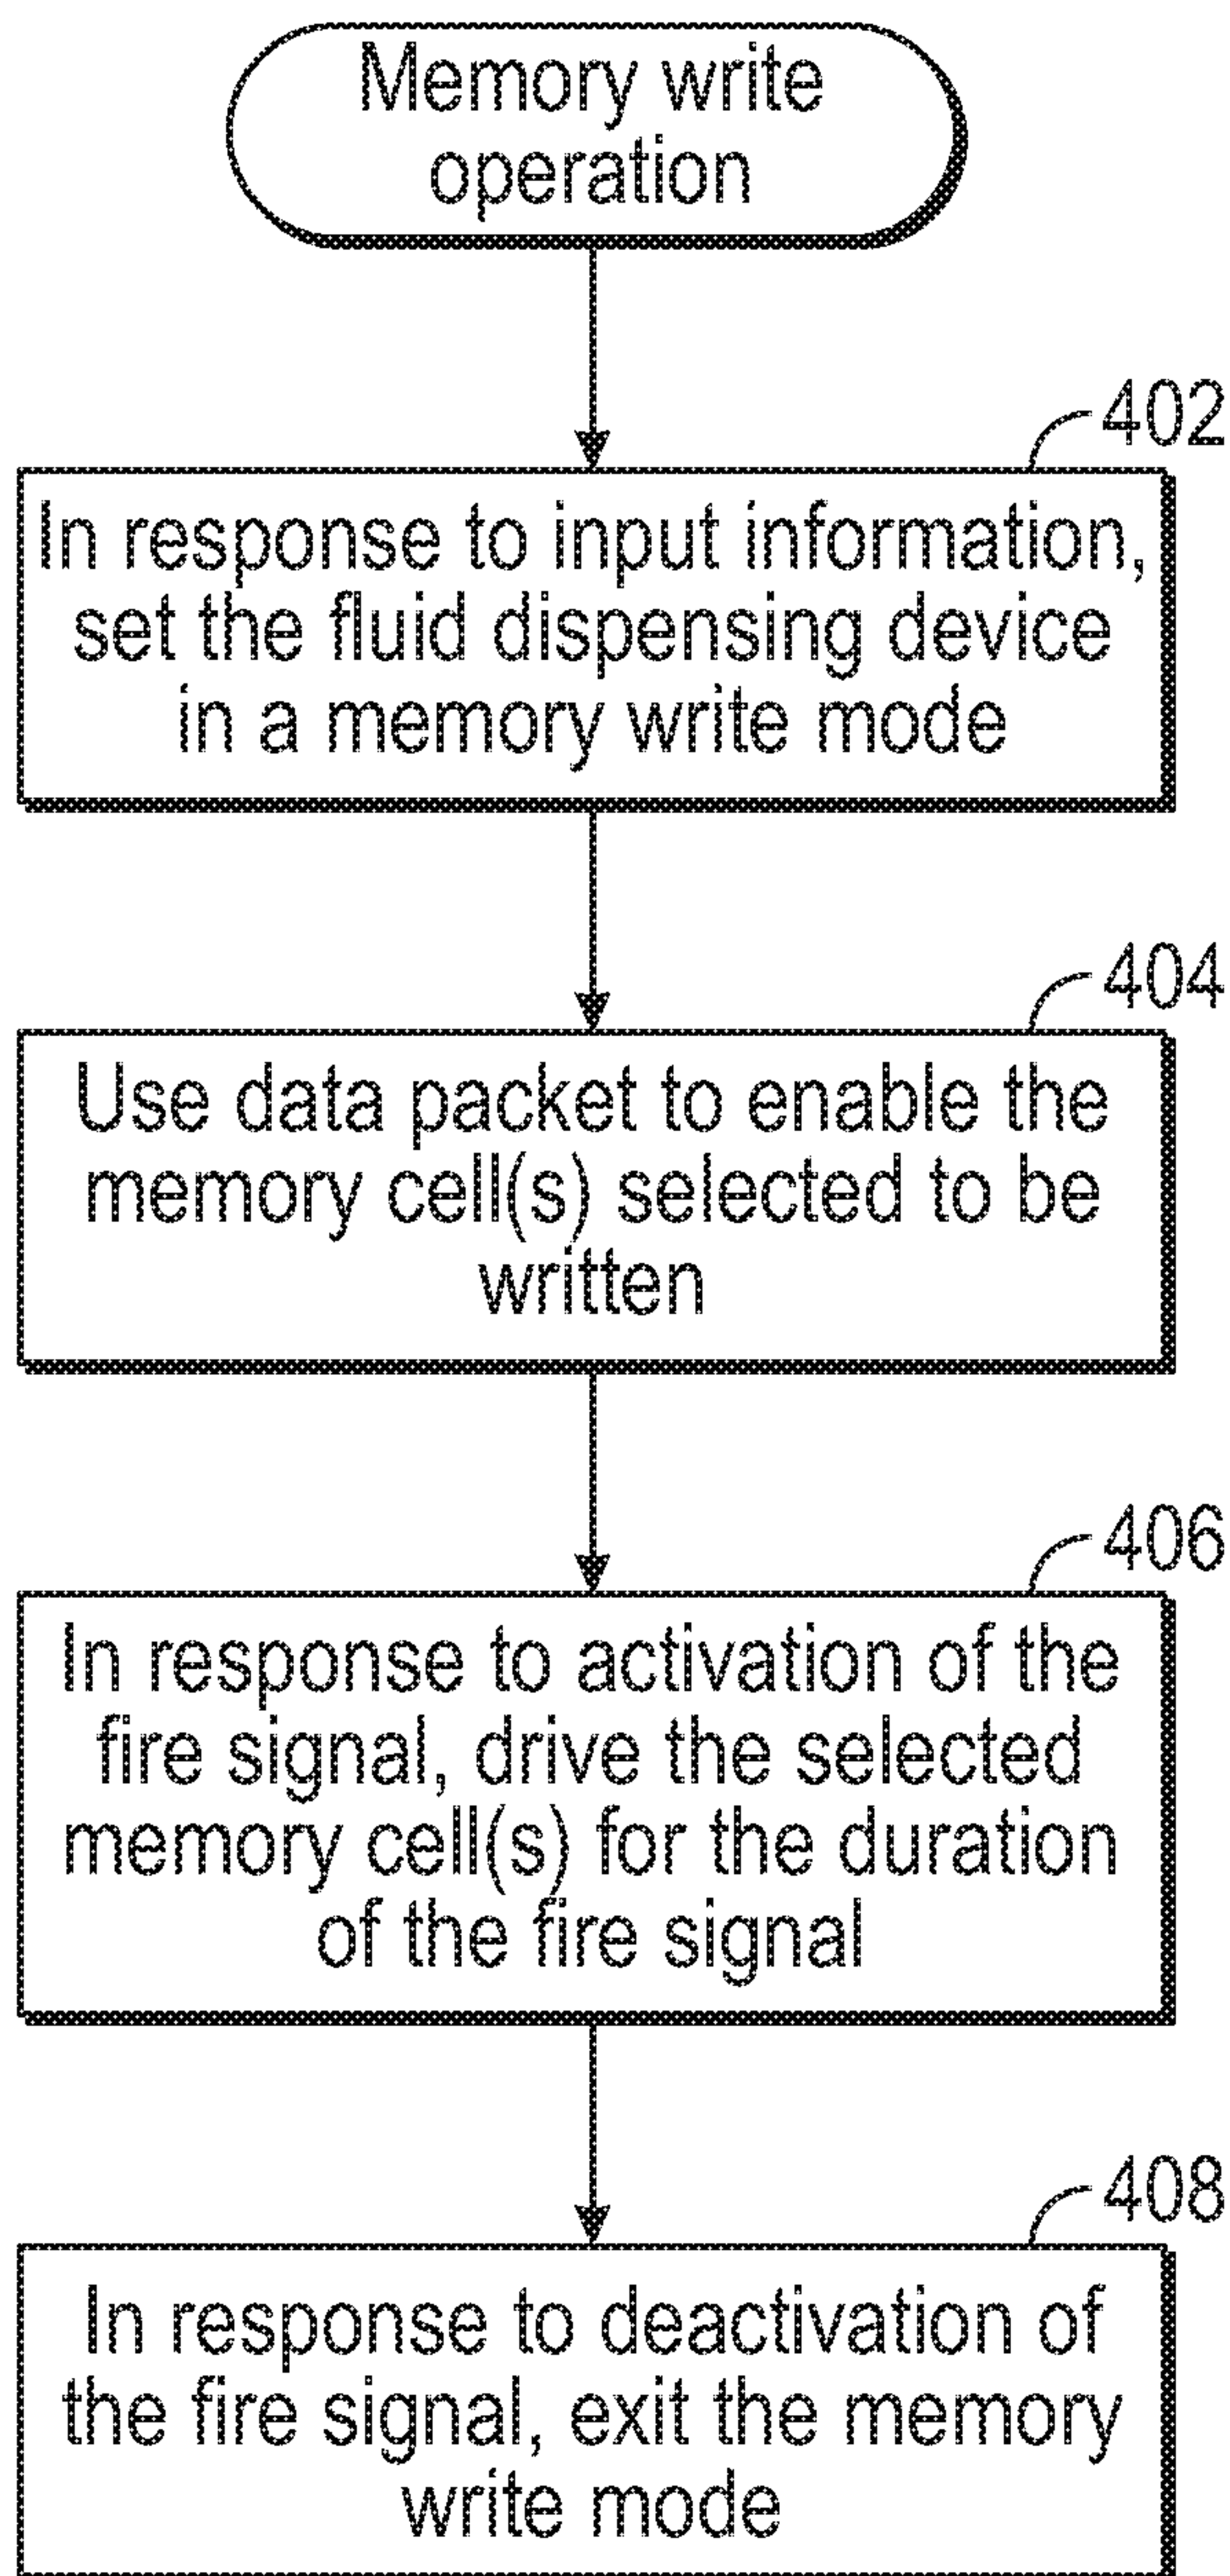 Memory write
operation
402
In response to input information,
set the fluid dispensing device
in a memory write mode
404
Use data packet to enable the
memory cell(s) selected to be
written
406
In response to activation of the
fire signal, drive the selected
memory cell(s) for the duration
of the fire signal
408
In response to deactivation of
the fire signal, exit the memory
write mode